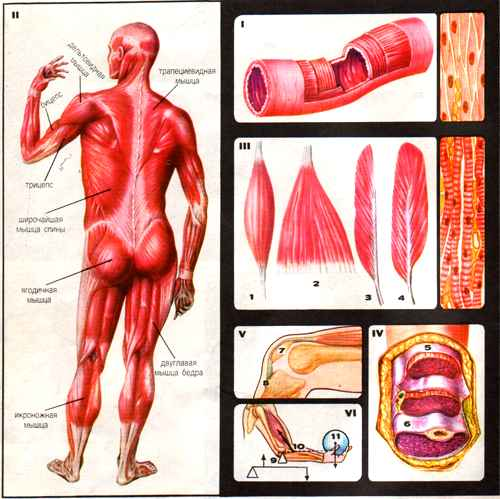 II
дельтовидная
мышца
трапециевидная
мышца
бицепс
трицепс
широчайшая
мышца спины
ягодичная
мышца
двуглавая
мышца бедра
икроножная
мышца
I
III
1
2
3
4
V
7
8
VI
9
10
11
IV
5
6